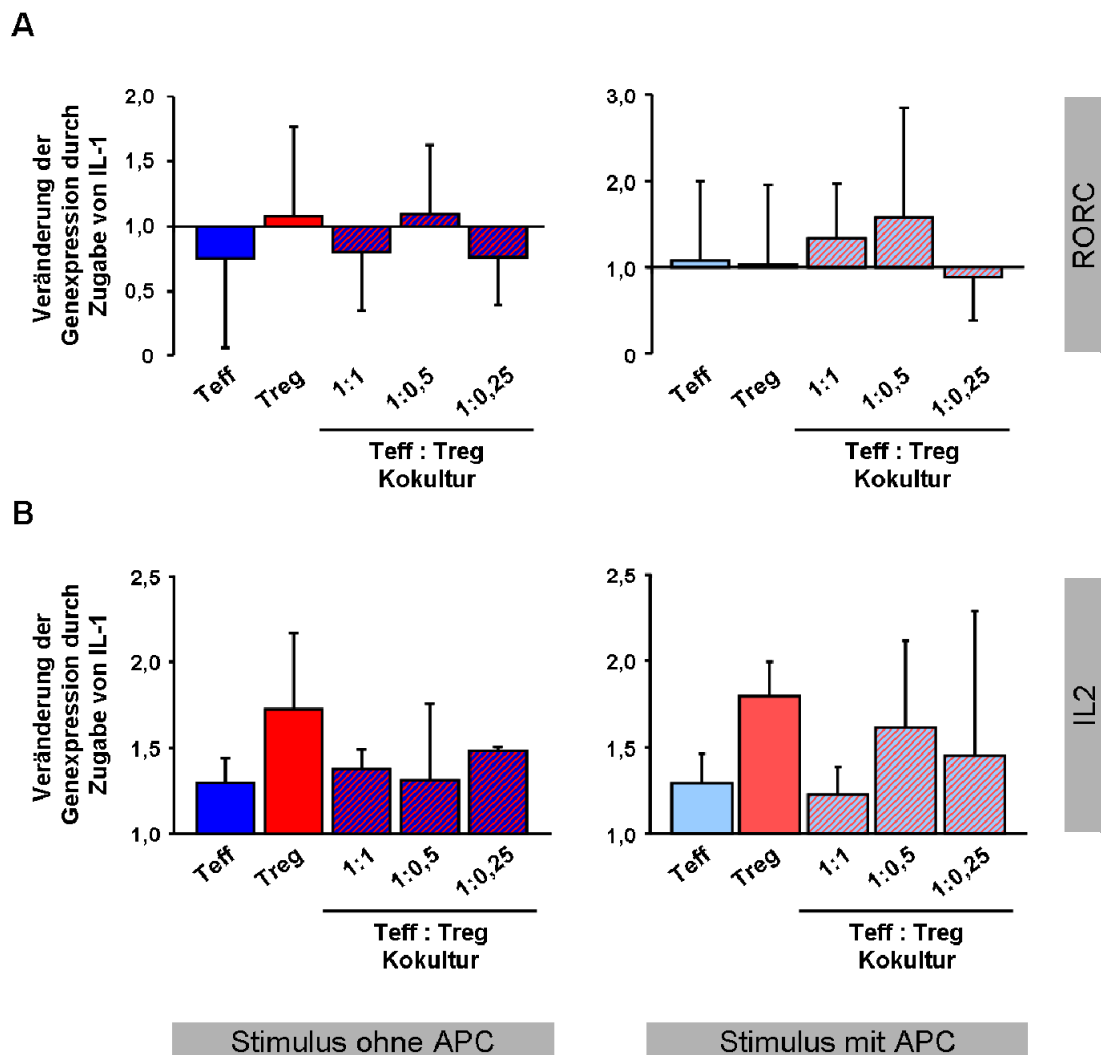 A
Veränderung der
Genexpression durch
Zugabe von IL-1
2,0
1,5
1,0
0,5
0
Teff
Treg
1:1
1:0,5
1:0,25
Teff : Treg
Kokultur
3,0
2,0
1,0
0
Teff
Treg
1:1
1:0,5
1:0,25
Teff : Treg
Kokultur
RORC
B
Veränderung der
Genexpression durch
Zugabe von IL-1
2,5
2,0
1,5
1,0
Teff
Treg
1:1
1:0,5
1:0,25
Teff : Treg
Kokultur
2,5
2,0
1,5
1,0
Teff
Treg
1:1
1:0,5
1:0,25
Teff : Treg
Kokultur
IL2
Stimulus ohne APC
Stimulus mit APC